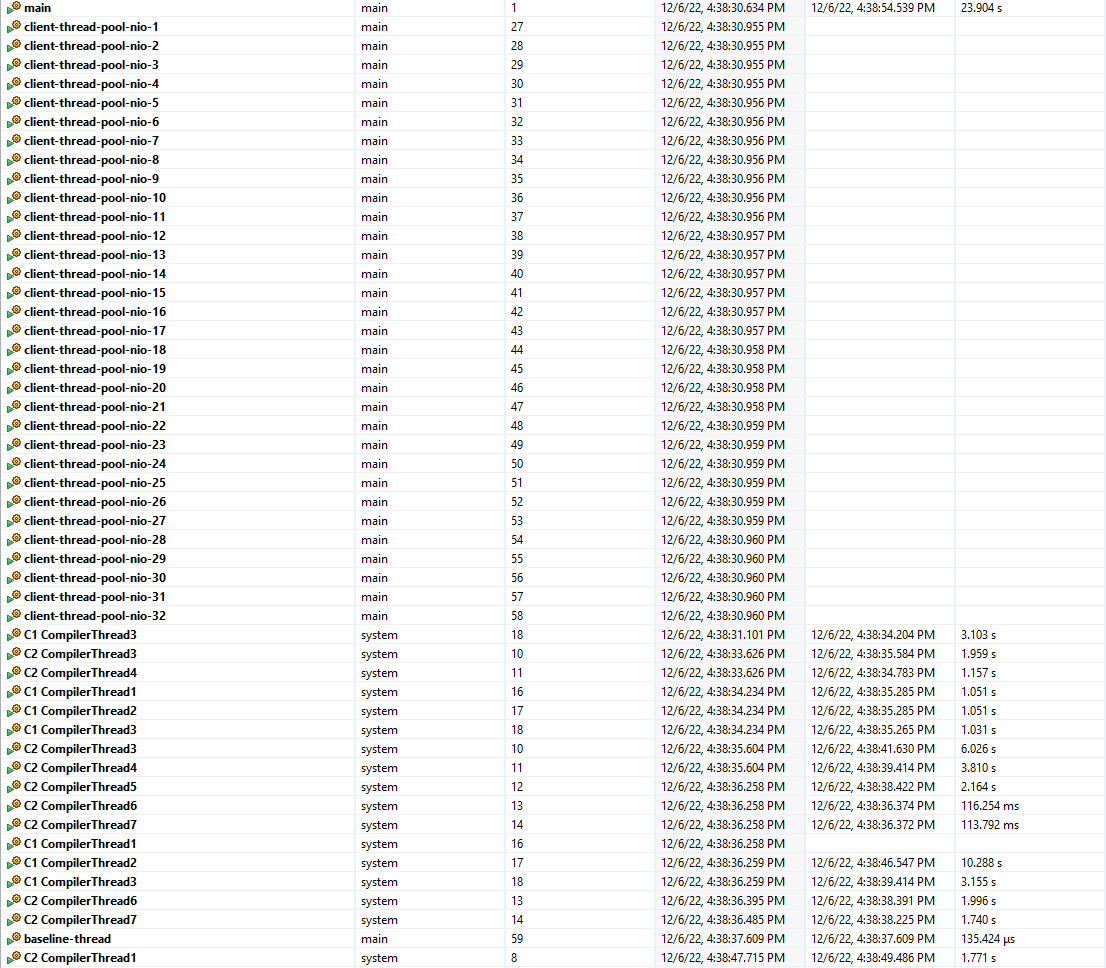 main main 1 12/6/22, 4:38:30.634 PM 12/6/22, 4:38:54.539 PM 23.904 s
client-thread-pool-nio-1 main 27 12/6/22, 4:38:30.955 PM
client-thread-pool-nio-2 main 28 12/6/22, 4:38:30.955 PM
client-thread-pool-nio-3 main 29 12/6/22, 4:38:30.955 PM
client-thread-pool-nio-4 main 30 12/6/22, 4:38:30.955 PM
client-thread-pool-nio-5 main 31 12/6/22, 4:38:30.956 PM
client-thread-pool-nio-6 main 32 12/6/22, 4:38:30.956 PM
client-thread-pool-nio-7 main 33 12/6/22, 4:38:30.956 PM
client-thread-pool-nio-8 main 34 12/6/22, 4:38:30.956 PM
client-thread-pool-nio-9 main 35 12/6/22, 4:38:30.956 PM
client-thread-pool-nio-10 main 36 12/6/22, 4:38:30.956 PM
client-thread-pool-nio-11 main 37 12/6/22, 4:38:30.956 PM
client-thread-pool-nio-12 main 38 12/6/22, 4:38:30.957 PM
client-thread-pool-nio-13 main 39 12/6/22, 4:38:30.957 PM
client-thread-pool-nio-14 main 40 12/6/22, 4:38:30.957 PM
client-thread-pool-nio-15 main 41 12/6/22, 4:38:30.957 PM
client-thread-pool-nio-16 main 42 12/6/22, 4:38:30.957 PM
client-thread-pool-nio-17 main 43 12/6/22, 4:38:30.957 PM
client-thread-pool-nio-18 main 44 12/6/22, 4:38:30.958 PM
client-thread-pool-nio-19 main 45 12/6/22, 4:38:30.958 PM
client-thread-pool-nio-20 main 46 12/6/22, 4:38:30.958 PM
client-thread-pool-nio-21 main 47 12/6/22, 4:38:30.958 PM
client-thread-pool-nio-22 main 48 12/6/22, 4:38:30.959 PM
client-thread-pool-nio-23 main 49 12/6/22, 4:38:30.959 PM
client-thread-pool-nio-24 main 50 12/6/22, 4:38:30.959 PM
client-thread-pool-nio-25 main 51 12/6/22, 4:38:30.959 PM
client-thread-pool-nio-26 main 52 12/6/22, 4:38:30.959 PM
client-thread-pool-nio-27 main 53 12/6/22, 4:38:30.959 PM
client-thread-pool-nio-28 main 54 12/6/22, 4:38:30.960 PM
client-thread-pool-nio-29 main 55 12/6/22, 4:38:30.960 PM
client-thread-pool-nio-30 main 56 12/6/22, 4:38:30.960 PM
client-thread-pool-nio-31 main 57 12/6/22, 4:38:30.960 PM
client-thread-pool-nio-32 main 58 12/6/22, 4:38:30.960 PM
C1 CompilerThread3 system 18 12/6/22, 4:38:31.101 PM 12/6/22, 4:38:34.204 PM 3.103 s
C2 CompilerThread3 system 10 12/6/22, 4:38:33.626 PM 12/6/22, 4:38:35.584 PM 1.959 s
C2 CompilerThread4 system 11 12/6/22, 4:38:33.626 PM 12/6/22, 4:38:34.783 PM 1.157 s
C1 CompilerThread1 system 16 12/6/22, 4:38:34.234 PM 12/6/22, 4:38:35.285 PM 1.051 s
C1 CompilerThread2 system 17 12/6/22, 4:38:34.234 PM 12/6/22, 4:38:35.285 PM 1.051 s
C1 CompilerThread3 system 18 12/6/22, 4:38:34.234 PM 12/6/22, 4:38:35.265 PM 1.031 s
C2 CompilerThread3 system 10 12/6/22, 4:38:35.604 PM 12/6/22, 4:38:41.630 PM 6.026 s
C2 CompilerThread4 system 11 12/6/22, 4:38:35.604 PM 12/6/22, 4:38:39.414 PM 3.810 s
C2 CompilerThread5 system 12 12/6/22, 4:38:36.258 PM 12/6/22, 4:38:38.422 PM 2.164 s
C2 CompilerThread6 system 13 12/6/22, 4:38:36.258 PM 12/6/22, 4:38:36.374 PM 116.254 ms
C2 CompilerThread7 system 14 12/6/22, 4:38:36.258 PM 12/6/22, 4:38:36.372 PM 113.792 ms
C1 CompilerThread1 system 16 12/6/22, 4:38:36.258 PM
C1 CompilerThread2 system 17 12/6/22, 4:38:36.259 PM 12/6/22, 4:38:46.547 PM 10.288 s
C1 CompilerThread3 system 18 12/6/22, 4:38:36.259 PM 12/6/22, 4:38:39.414 PM 3.155 s
C2 CompilerThread6 system 13 12/6/22, 4:38:36.395 PM 12/6/22, 4:38:38.391 PM 1.996 s
C2 CompilerThread7 system 14 12/6/22, 4:38:36.485 PM 12/6/22, 4:38:38.225 PM 1.740 s
baseline-thread main 59 12/6/22, 4:38:37.609 PM 12/6/22, 4:38:37.609 PM 135.424 µs
C2 CompilerThread1 system 8 12/6/22, 4:38:47.715 PM 12/6/22, 4:38:49.486 PM 1.771 s